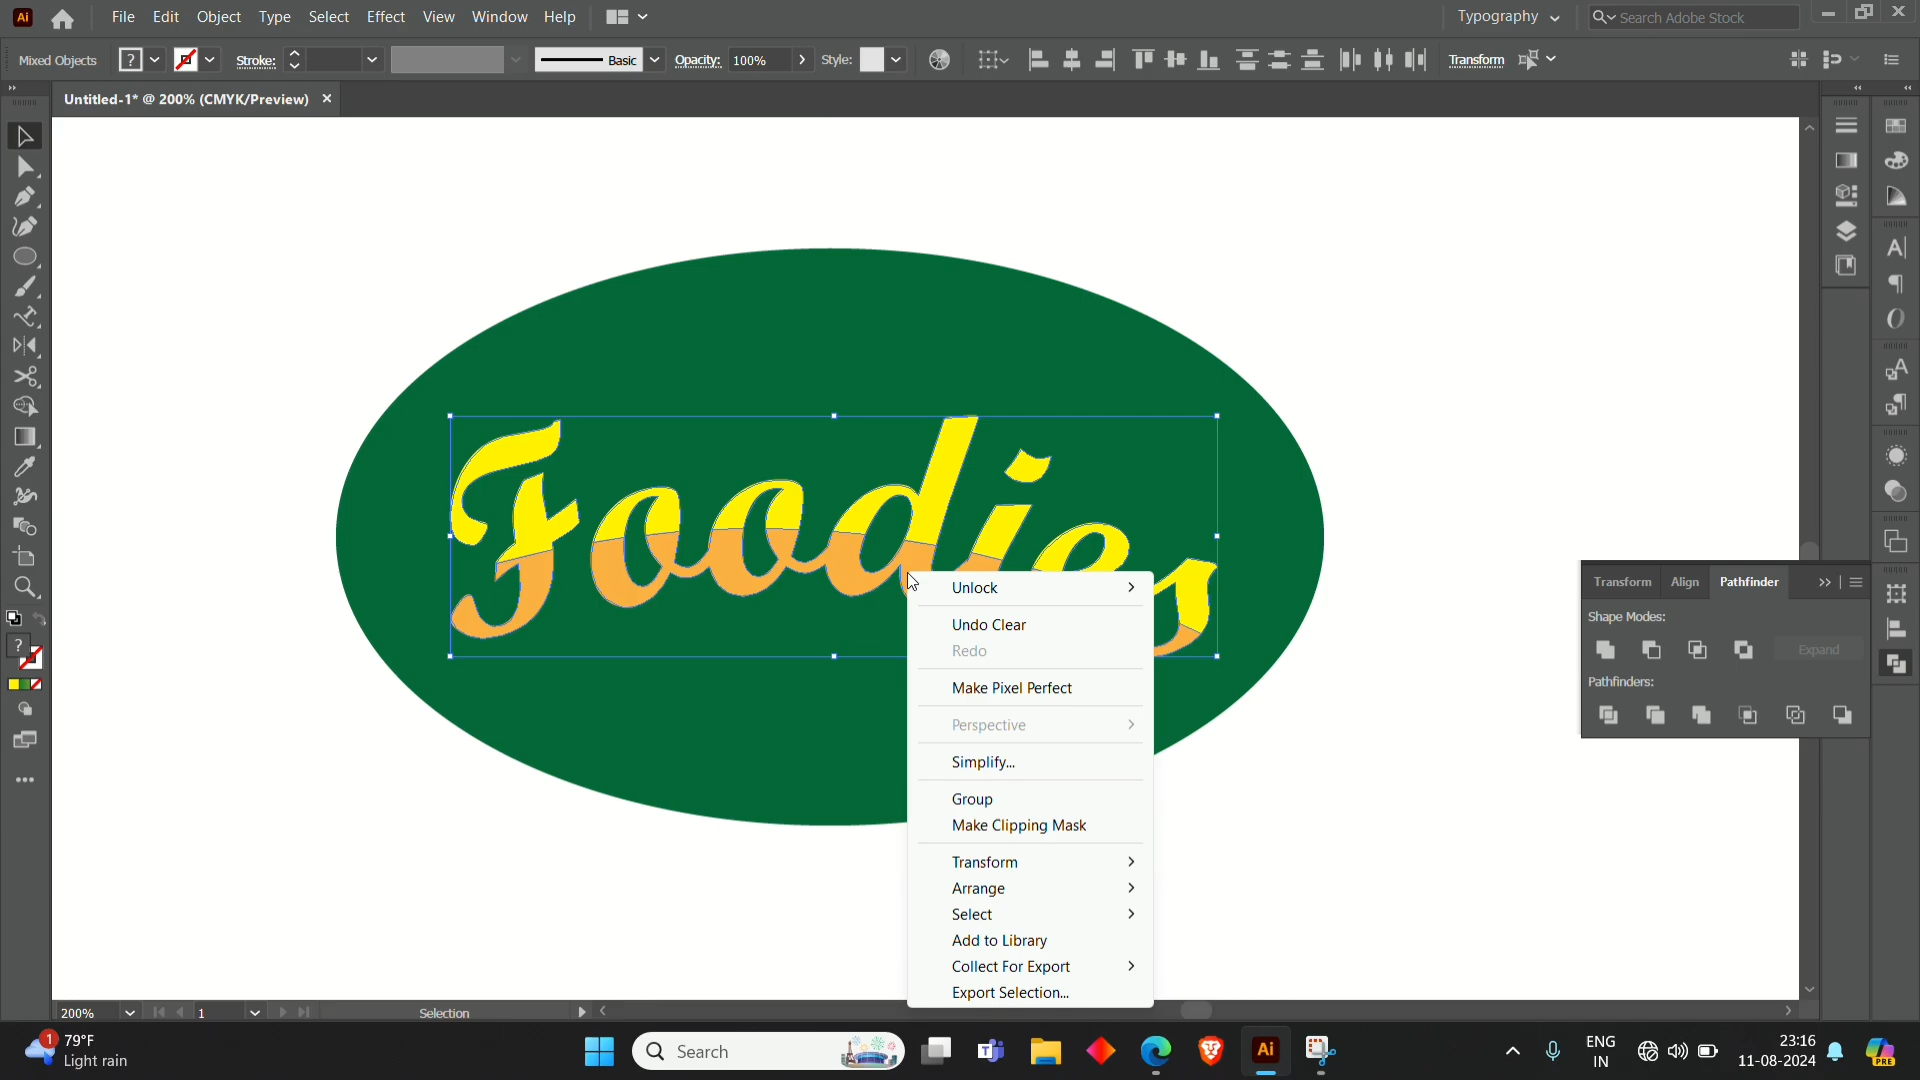 Ai File Edit Object Type Select Effect View Window Help Typography Search Adobe Stock
Mixed Objects ? Stroke: Basic Opacity: 100% Style: Transform
Untitled-1* @ 200% (CMYK/Preview)
Foodies
Unlock
Undo Clear
Redo
Make Pixel Perfect
Perspective
Simplify...
Group
Make Clipping Mask
Transform
Arrange
Select
Add to Library
Collect For Export
Export Selection...
Transform Align Pathfinder
Shape Modes:
Expand
Pathfinders:
?
200% 1 Selection
1
79°F
Light rain
Search
Ai
ENG
IN
23:16
11-08-2024
PRE